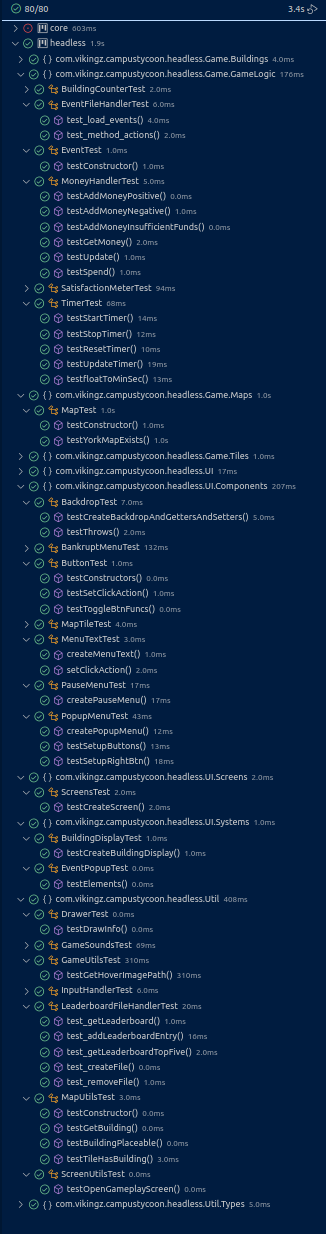 80/80 3.4s
core 603ms
headless 1.9s
{ } com.vikingz.campustycoon.headless.Game.Buildings 4.0ms
{ } com.vikingz.campustycoon.headless.Game.GameLogic 176ms
BuildingCounterTest 2.0ms
EventFileHandlerTest 6.0ms
test_load_events() 4.0ms
test_method_actions() 2.0ms
EventTest 1.0ms
testConstructor() 1.0ms
MoneyHandlerTest 5.0ms
testAddMoneyPositive() 0.0ms
testAddMoneyNegative() 1.0ms
testAddMoneyInsufficientFunds() 0.0ms
testGetMoney() 2.0ms
testUpdate() 1.0ms
testSpend() 1.0ms
SatisfactionMeterTest 94ms
TimerTest 68ms
testStartTimer() 14ms
testStopTimer() 12ms
testResetTimer() 10ms
testUpdateTimer() 19ms
testfloatToMinSec() 13ms
{ } com.vikingz.campustycoon.headless.Game.Maps 1.0s
MapTest 1.0s
testConstructor() 1.0ms
testYorkMapExists() 1.0s
{ } com.vikingz.campustycoon.headless.Game.Tiles 1.0ms
{ } com.vikingz.campustycoon.headless.UI 17ms
{ } com.vikingz.campustycoon.headless.UI.Components 207ms
BackdropTest 7.0ms
testCreateBackdropAndGettersAndSetters() 5.0ms
testThrows() 2.0ms
BankruptMenuTest 132ms
ButtonTest 1.0ms
testConstructors() 0.0ms
testSetClickAction() 1.0ms
testToggleBtnFuncs() 0.0ms
MapTileTest 4.0ms
MenuTextTest 3.0ms
createMenuText() 1.0ms
setClickAction() 2.0ms
PauseMenuTest 17ms
createPauseMenu() 17ms
PopupMenuTest 43ms
createPopupMenu() 12ms
testSetupButtons() 13ms
testSetupRightBtn() 18ms
{ } com.vikingz.campustycoon.headless.UI.Screens 2.0ms
ScreensTest 2.0ms
testCreateScreen() 2.0ms
{ } com.vikingz.campustycoon.headless.UI.Systems 1.0ms
BuildingDisplayTest 1.0ms
testCreateBuildingDisplay() 1.0ms
EventPopupTest 0.0ms
testElements() 0.0ms
{ } com.vikingz.campustycoon.headless.Util 408ms
DrawerTest 0.0ms
testDrawInfo() 0.0ms
GameSoundsTest 69ms
GameUtilsTest 310ms
testGetHoverImagePath() 310ms
InputHandlerTest 6.0ms
LeaderboardFileHandlerTest 20ms
test_getLeaderboard() 1.0ms
test_addLeaderboardEntry() 16ms
test_getLeaderboardTopFive() 2.0ms
test_createFile() 0.0ms
test_removeFile() 1.0ms
MapUtilsTest 3.0ms
testConstructor() 0.0ms
testGetBuilding() 0.0ms
testBuildingPlaceable() 0.0ms
testTileHasBuilding() 3.0ms
ScreenUtilsTest 0.0ms
testOpenGameplayScreen() 0.0ms
{ } com.vikingz.campustycoon.headless.Util.Types 5.0ms